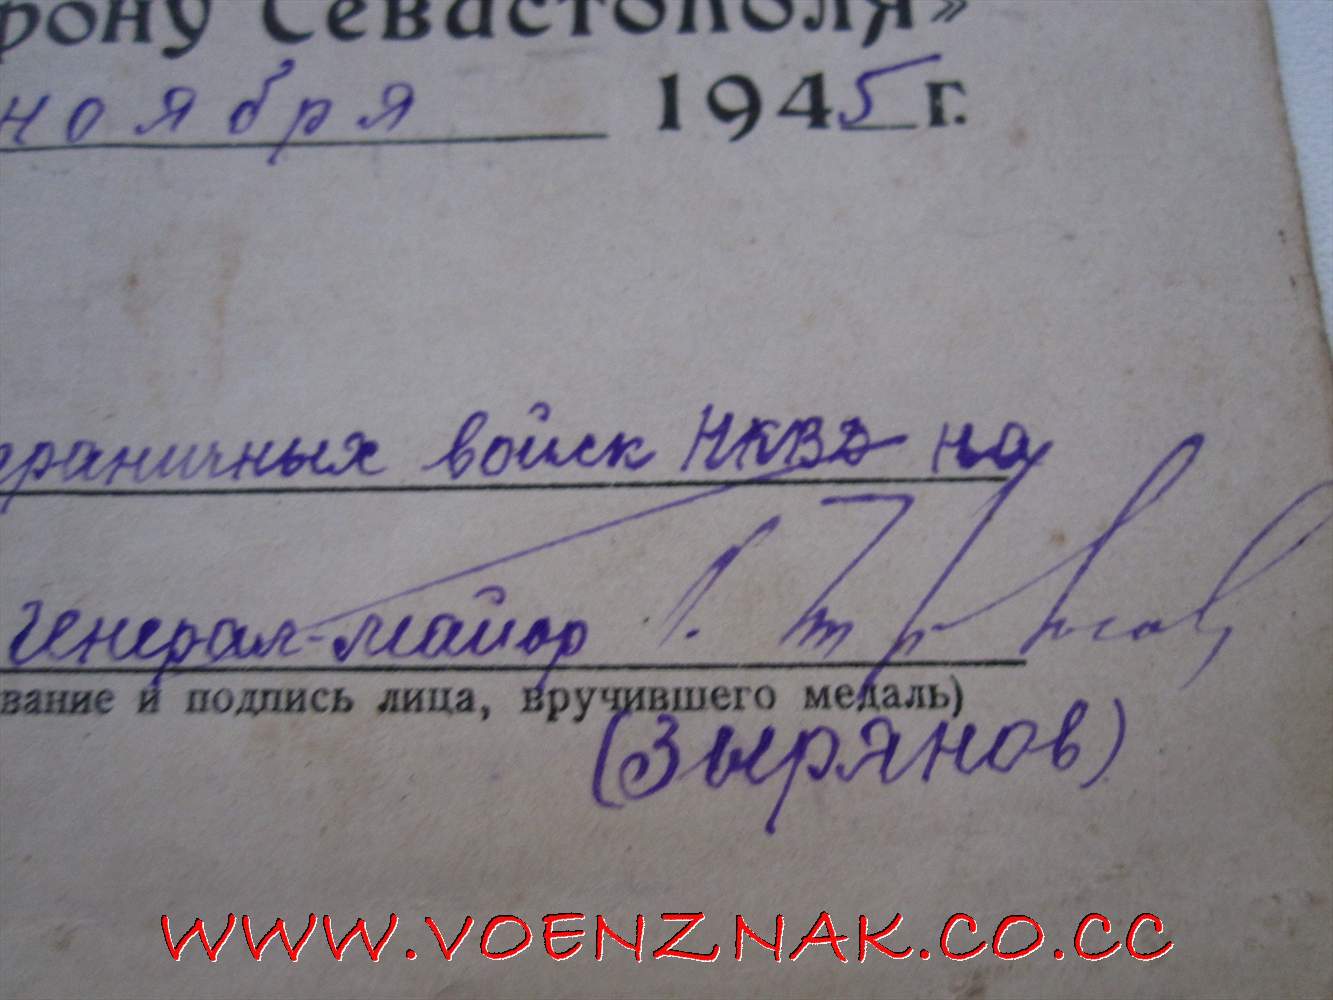 рону Севастополя»
ноября 1945 г.
граничных войск НКВД на
генерал-майор
вание и подпись лица, вручившего медаль)
(Зырянов)
WWW.VOENZNAK.CO.CC